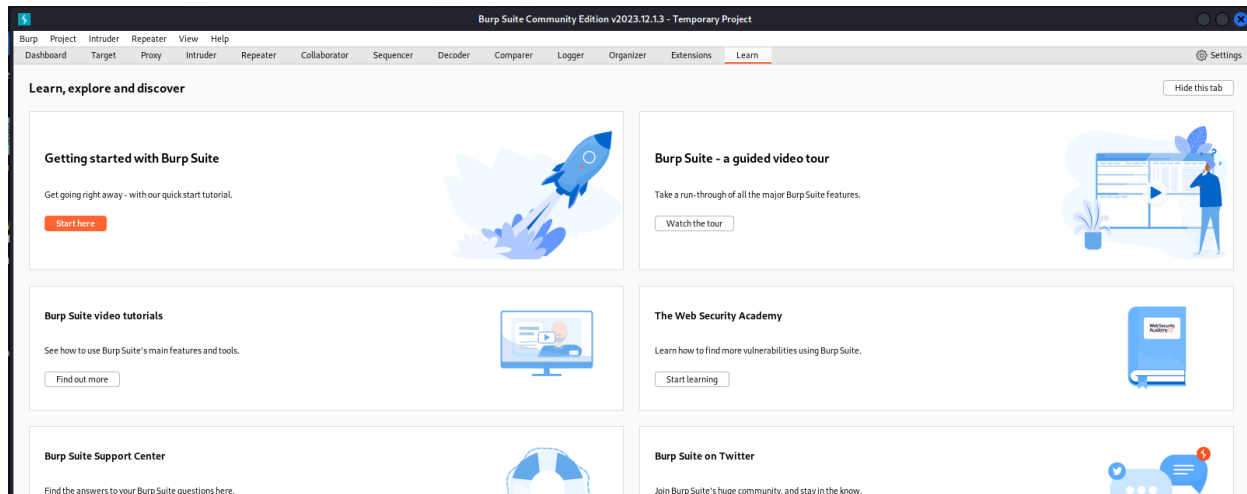 Burp Suite Community Edition v2023.12.1.3 - Temporary Project
Burp Project Intruder Repeater View Help
Dashboard Target Proxy Intruder Repeater Collaborator Sequencer Decoder Comparer Logger Organizer Extensions Learn Settings
Learn, explore and discover
Hide this tab
Getting started with Burp Suite
Get going right away - with our quick start tutorial.
Start here
Burp Suite - a guided video tour
Take a run-through of all the major Burp Suite features.
Watch the tour
Burp Suite video tutorials
See how to use Burp Suite's main features and tools.
Find out more
The Web Security Academy
Learn how to find more vulnerabilities using Burp Suite.
Start learning
WebSecurity
Academy
Burp Suite Support Center
Find the answers to your Burp Suite questions here.
Burp Suite on Twitter
Join Burp Suite's huge community, and stay in the know.